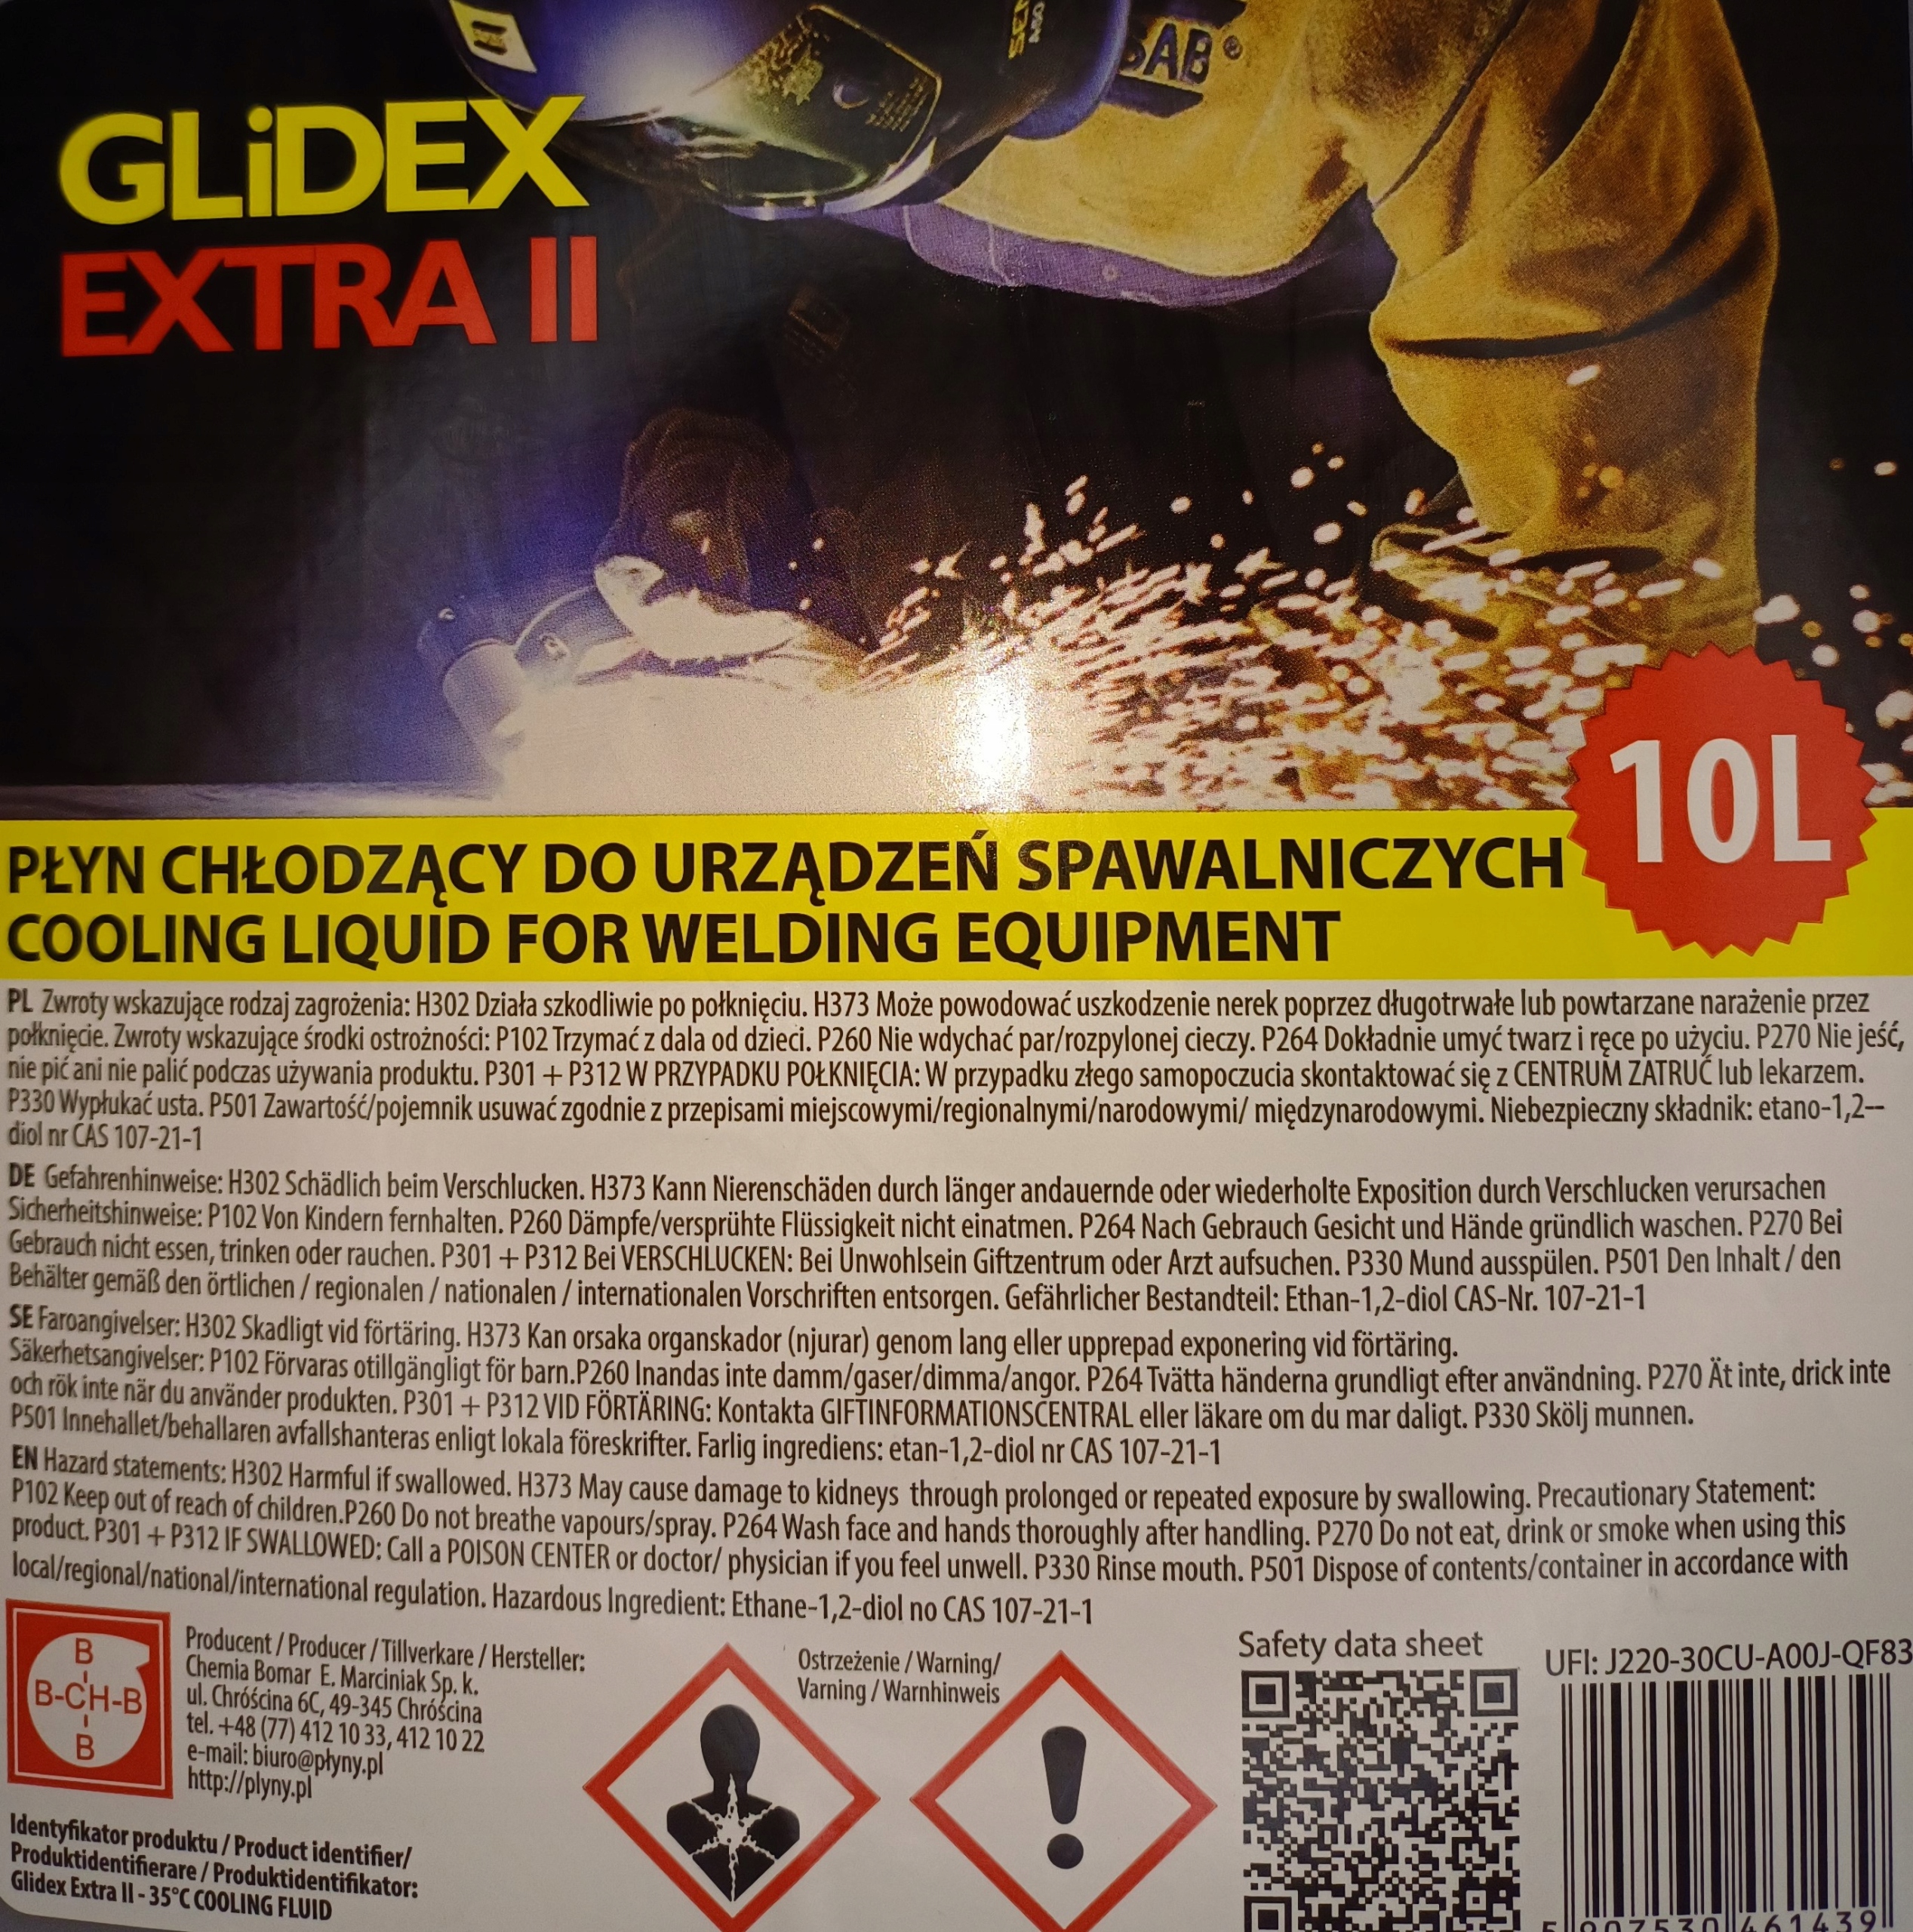 SAB®
GLiDEX
EXTRA II
10L
PŁYN CHŁODZĄCY DO URZĄDZEŃ SPAWALNICZYCH
COOLING LIQUID FOR WELDING EQUIPMENT
PL Zwroty wskazujące rodzaj zagrożenia: H302 Działa szkodliwie po połknięciu. H373 Może powodować uszkodzenie nerek poprzez długotrwałe lub powtarzane narażenie przez
połknięcie. Zwroty wskazujące środki ostrożności: P102 Trzymać z dala od dzieci. P260 Nie wdychać par/rozpylonej cieczy. P264 Dokładnie umyć twarz i ręce po użyciu. P270 Nie jeść,
nie pić ani nie palić podczas używania produktu. P301 + P312 W PRZYPADKU POŁKNIĘCIA: W przypadku złego samopoczucia skontaktować się z CENTRUM ZATRUĆ lub lekarzem.
P330 Wypłukać usta. P501 Zawartość/pojemnik usuwać zgodnie z przepisami miejscowymi/regionalnymi/narodowymi/ międzynarodowymi. Niebezpieczny składnik: etano-1,2--
diol nr CAS 107-21-1
DE Gefahrenhinweise: H302 Schädlich beim Verschlucken. H373 Kann Nierenschäden durch länger andauernde oder wiederholte Exposition durch Verschlucken verursachen
Sicherheitshinweise: P102 Von Kindern fernhalten. P260 Dämpfe/versprühte Flüssigkeit nicht einatmen. P264 Nach Gebrauch Gesicht und Hände gründlich waschen. P270 Bei
Gebrauch nicht essen, trinken oder rauchen. P301 + P312 Bei VERSCHLUCKEN: Bei Unwohlsein Giftzentrum oder Arzt aufsuchen. P330 Mund ausspülen. P501 Den Inhalt / den
Behälter gemäß den örtlichen / regionalen / nationalen / internationalen Vorschriften entsorgen. Gefährlicher Bestandteil: Ethan-1,2-diol CAS-Nr. 107-21-1
SE Faroangivelser: H302 Skadligt vid förtäring. H373 Kan orsaka organskador (njurar) genom lang eller upprepad exponering vid förtäring.
Säkerhetsangivelser: P102 Förvaras otillgängligt för barn.P260 Inandas inte damm/gaser/dimma/angor. P264 Tvätta händerna grundligt efter användning. P270 Ät inte, drick inte
och rök inte när du använder produkten. P301 + P312 VID FÖRTÄRING: Kontakta GIFTINFORMATIONSCENTRAL eller läkare om du mar daligt. P330 Skölj munnen.
P501 Innehallet/behallaren avfallshanteras enligt lokala föreskrifter. Farlig ingrediens: etan-1,2-diol nr CAS 107-21-1
EN Hazard statements: H302 Harmful if swallowed. H373 May cause damage to kidneys through prolonged or repeated exposure by swallowing. Precautionary Statement:
P102 Keep out of reach of children.P260 Do not breathe vapours/spray. P264 Wash face and hands thoroughly after handling. P270 Do not eat, drink or smoke when using this
product. P301 + P312 IF SWALLOWED: Call a POISON CENTER or doctor/ physician if you feel unwell. P330 Rinse mouth. P501 Dispose of contents/container in accordance with
local/regional/national/international regulation. Hazardous Ingredient: Ethane-1,2-diol no CAS 107-21-1
B
B-CH-B
B
Producent / Producer / Tillverkare / Hersteller:
Chemia Bomar E. Marciniak Sp. k.
ul. Chróścina 6C, 49-345 Chróścina
tel. +48 (77) 412 10 33, 412 10 22
e-mail: biuro@płyny.pl
http://plyny.pl
Identyfikator produktu / Product identifier/
Produktidentifierare / Produktidentifikator:
Glidex Extra II - 35°C COOLING FLUID
Ostrzeżenie / Warning/
Varning / Warnhinweis
Safety data sheet
UFI: J220-30CU-A00J-QF83
5 907530 461439